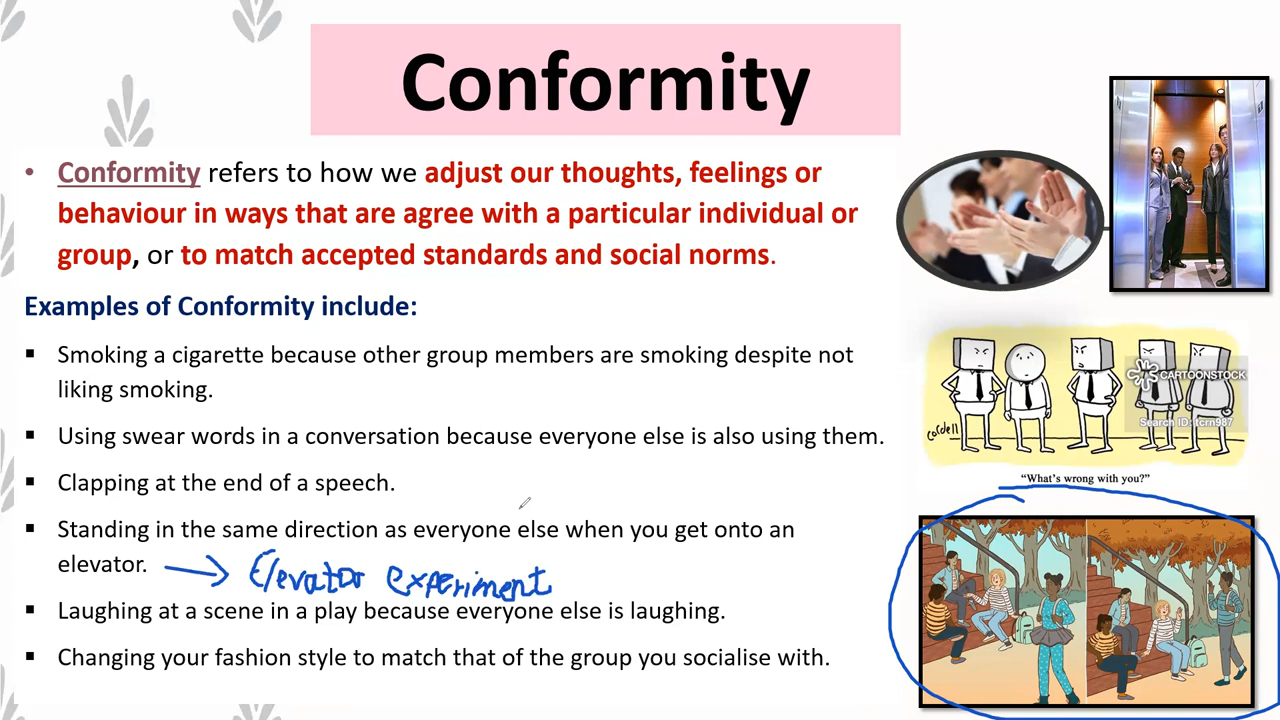 Conformity
• Conformity refers to how we adjust our thoughts, feelings or
behaviour in ways that are agree with a particular individual or
group, or to match accepted standards and social norms.
Examples of Conformity include:
▪ Smoking a cigarette because other group members are smoking despite not
liking smoking.
▪ Using swear words in a conversation because everyone else is also using them.
▪ Clapping at the end of a speech.
▪ Standing in the same direction as everyone else when you get onto an
elevator. → Elevator experiment
▪ Laughing at a scene in a play because everyone else is laughing.
▪ Changing your fashion style to match that of the group you socialise with.
CARTOONSTOCK
Search ID: tcrn987
cordell
"What's wrong with you?"